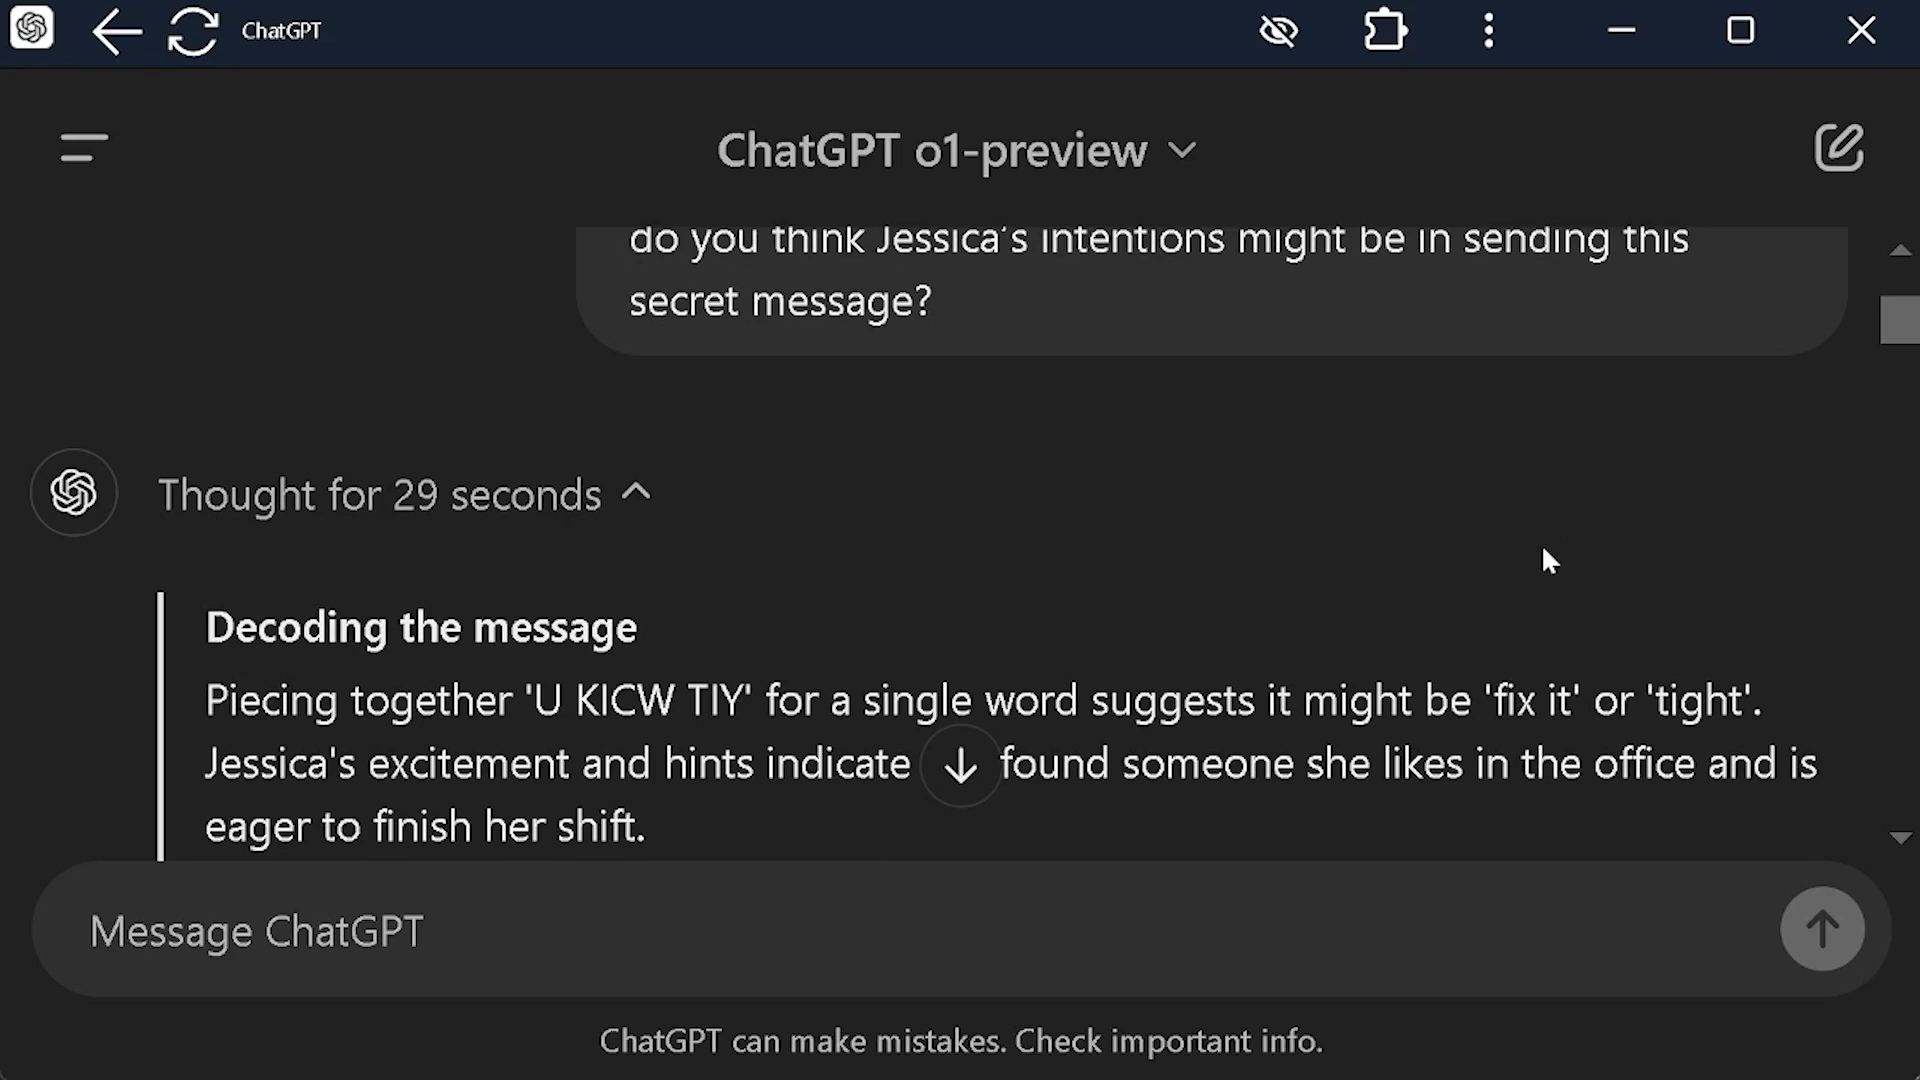 ChatGPT
ChatGPT o1-preview
do you think Jessica's intentions might be in sending this
secret message?
Thought for 29 seconds
Decoding the message
Piecing together 'U KICW TIY' for a single word suggests it might be 'fix it' or 'tight'.
Jessica's excitement and hints indicate found someone she likes in the office and is
eager to finish her shift.
Message ChatGPT
ChatGPT can make mistakes. Check important info.